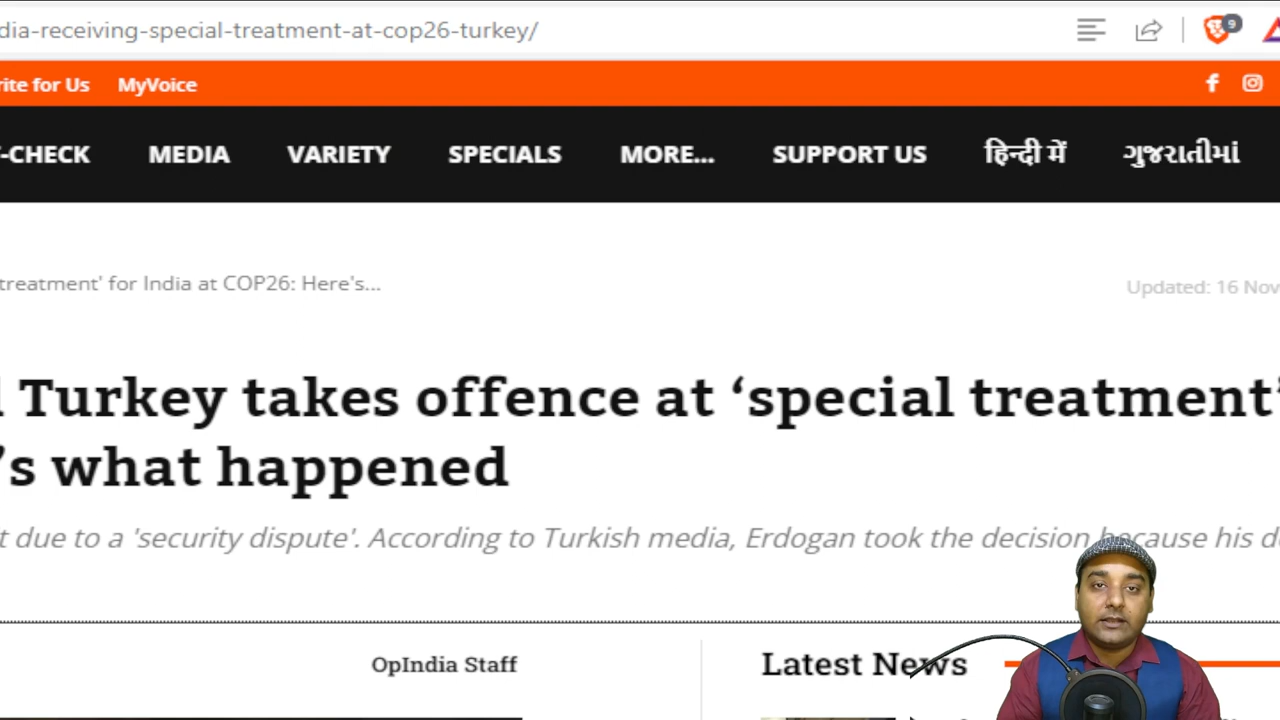 dia-receiving-special-treatment-at-cop26-turkey/
9
rite for Us MyVoice
-CHECK MEDIA VARIETY SPECIALS MORE... SUPPORT US हिन्दी में ગુજરાતીમાં
treatment' for India at COP26: Here's...
Updated: 16 Nov
Turkey takes offence at ‘special treatment’
’s what happened
t due to a 'security dispute'. According to Turkish media, Erdogan took the decision because his d
OpIndia Staff
Latest News